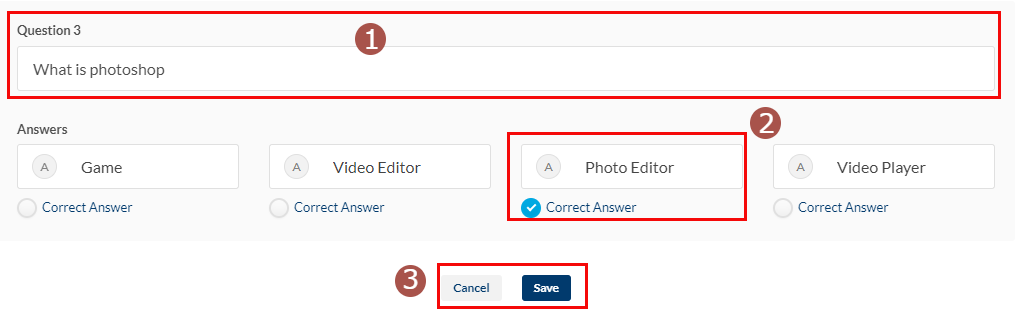 Question 3
1
What is photoshop
2
Answers
A Game A Video Editor A Photo Editor A Video Player
Correct Answer Correct Answer Correct Answer Correct Answer
3 Cancel Save